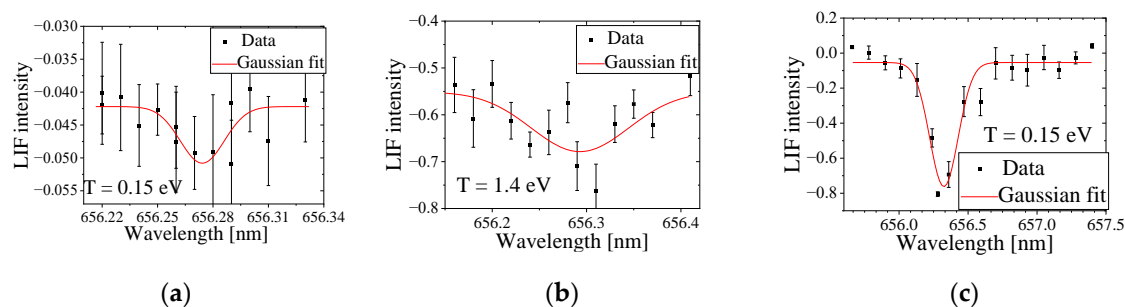 −0.030
−0.035
−0.040
−0.045
−0.050
−0.055
LIF intensity
Data
Gaussian fit
T = 0.15 eV
656.22
656.25
656.28
656.31
656.34
Wavelength [nm]
(a)
−0.4
−0.5
−0.6
−0.7
−0.8
LIF intensity
Data
Gaussian fit
T = 1.4 eV
656.2
656.3
656.4
Wavelength [nm]
(b)
0.2
0.0
−0.2
−0.4
−0.6
−0.8
LIF intensity
T = 0.15 eV
Data
Gaussian fit
656.0
656.5
657.0
657.5
Wavelength [nm]
(c)